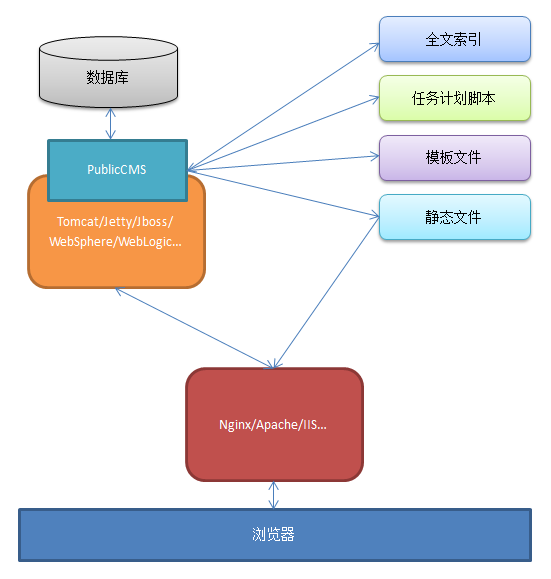 数据库
全文索引
任务计划脚本
模板文件
静态文件
PublicCMS
Tomcat/Jetty/Jboss/
WebSphere/WebLogic...
Nginx/Apache/IIS...
浏览器